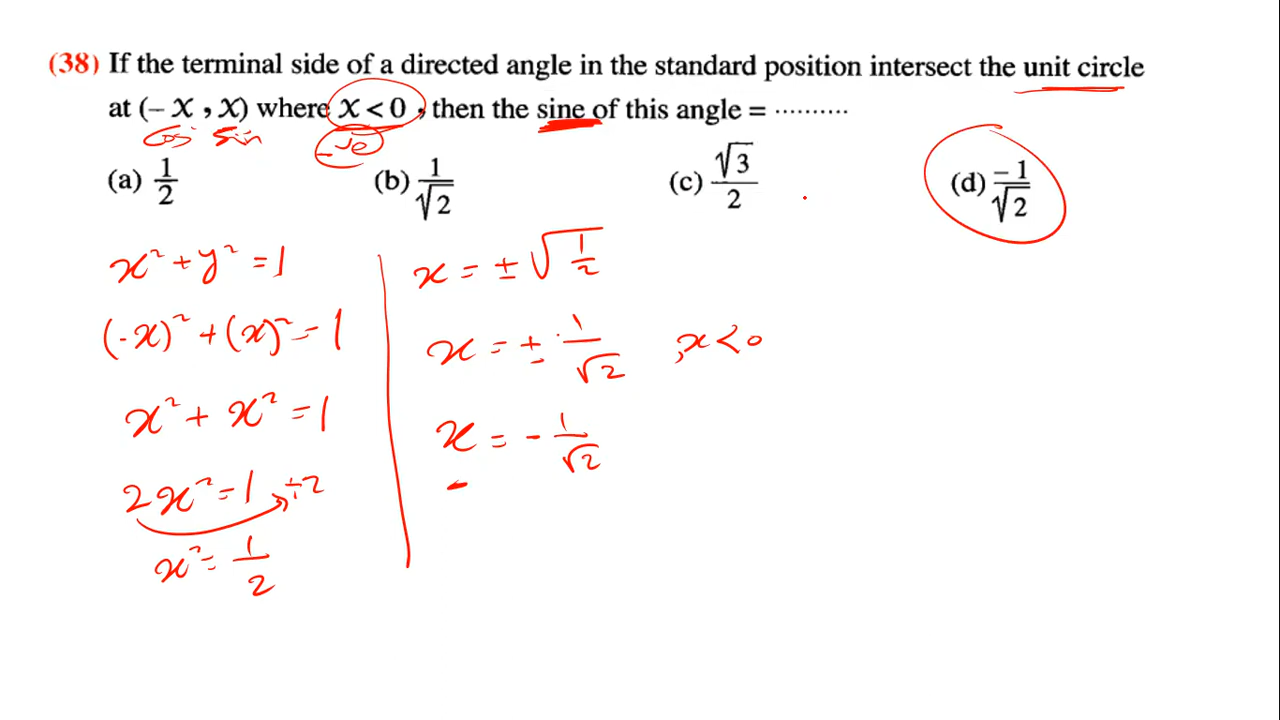 (38) If the terminal side of a directed angle in the standard position intersect the unit circle
at (– X , X) where X < 0 , then the sine of this angle = ··········
cos sin -ve
(a) 1/2 (b) 1/√2 (c) √3/2 (d) –1/√2
x² + y² = 1
(-x)² + (x)² = 1
x² + x² = 1
2x² = 1 ÷2
x² = 1/2
x = ± √(1/2)
x = ± 1/√2 , x < 0
x = - 1/√2